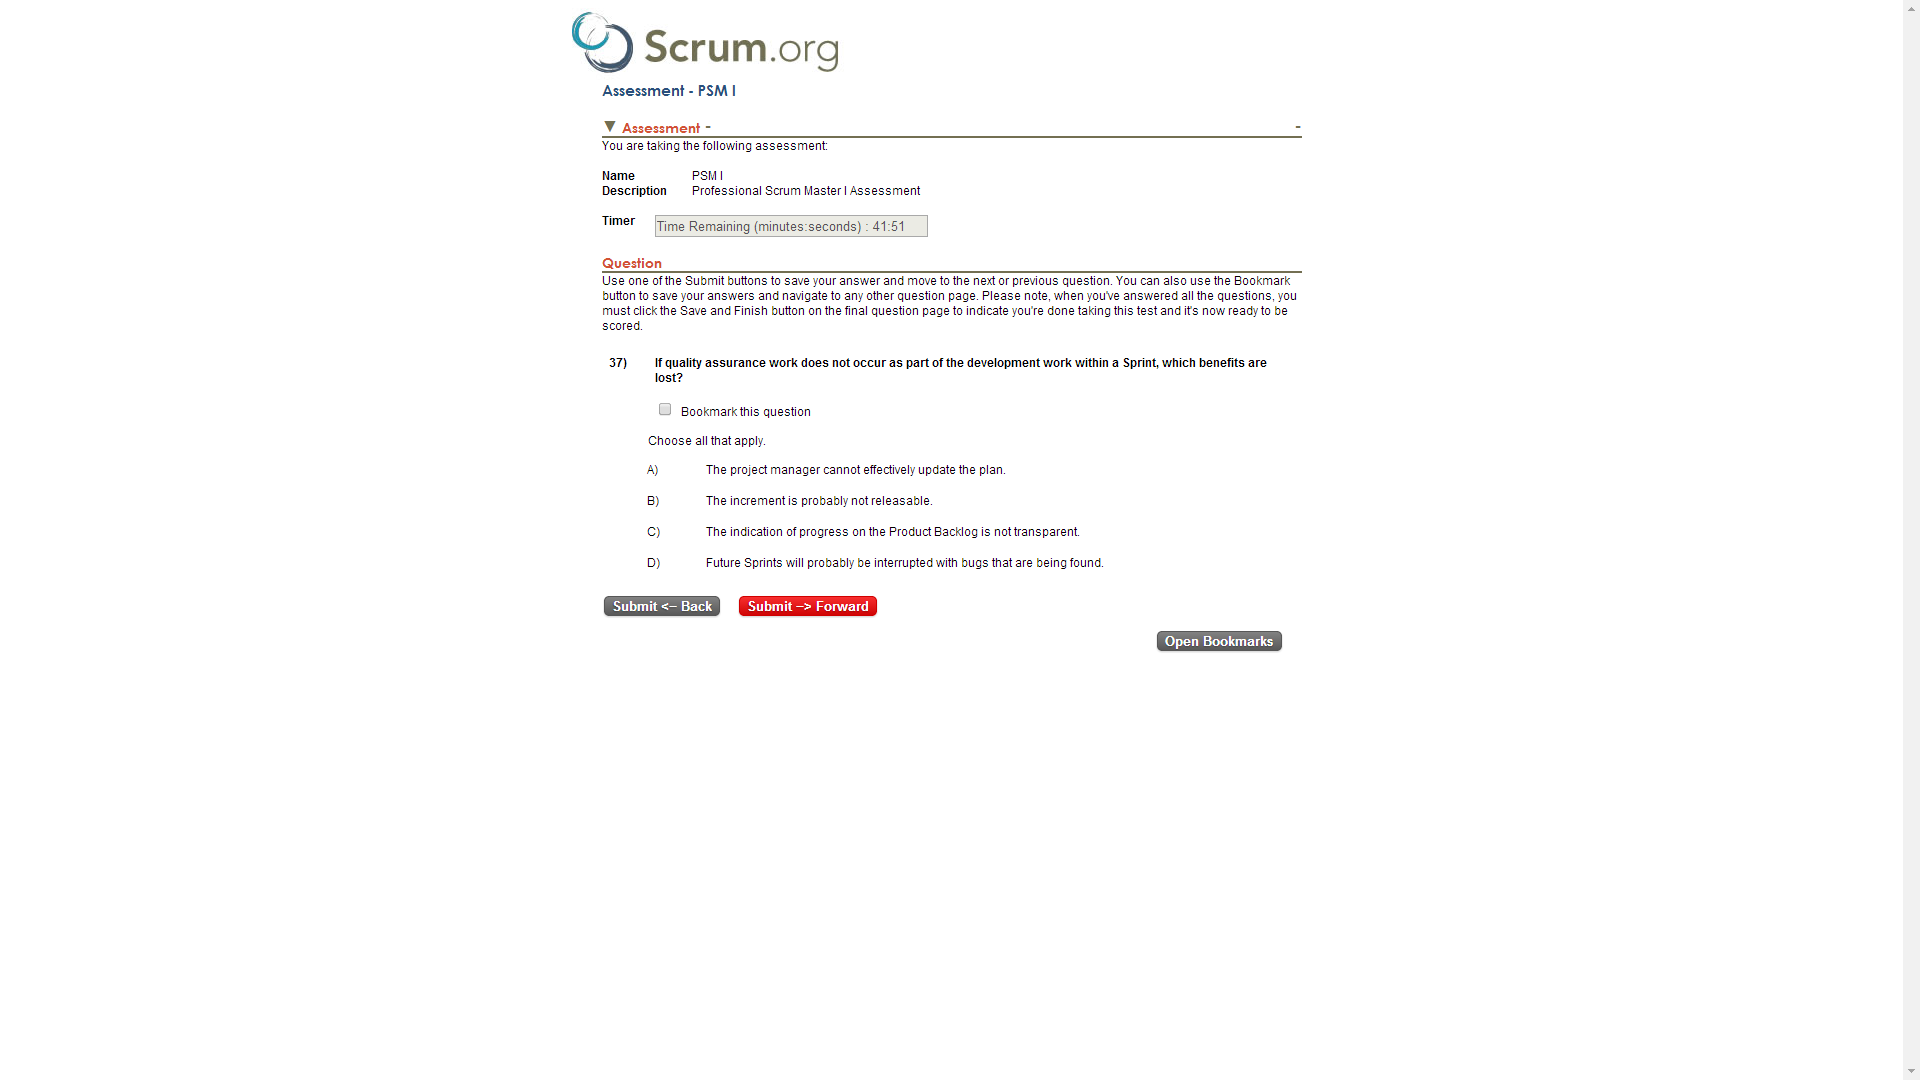 Scrum.org
Assessment - PSM I
▼ Assessment - -
You are taking the following assessment:
Name PSM I
Description Professional Scrum Master I Assessment
Timer Time Remaining (minutes:seconds) : 41:51
Question
Use one of the Submit buttons to save your answer and move to the next or previous question. You can also use the Bookmark
button to save your answers and navigate to any other question page. Please note, when you've answered all the questions, you
must click the Save and Finish button on the final question page to indicate you're done taking this test and it's now ready to be
scored.
37) If quality assurance work does not occur as part of the development work within a Sprint, which benefits are
lost?
Bookmark this question
Choose all that apply.
A) The project manager cannot effectively update the plan.
B) The increment is probably not releasable.
C) The indication of progress on the Product Backlog is not transparent.
D) Future Sprints will probably be interrupted with bugs that are being found.
Submit <-- Back Submit --> Forward
Open Bookmarks